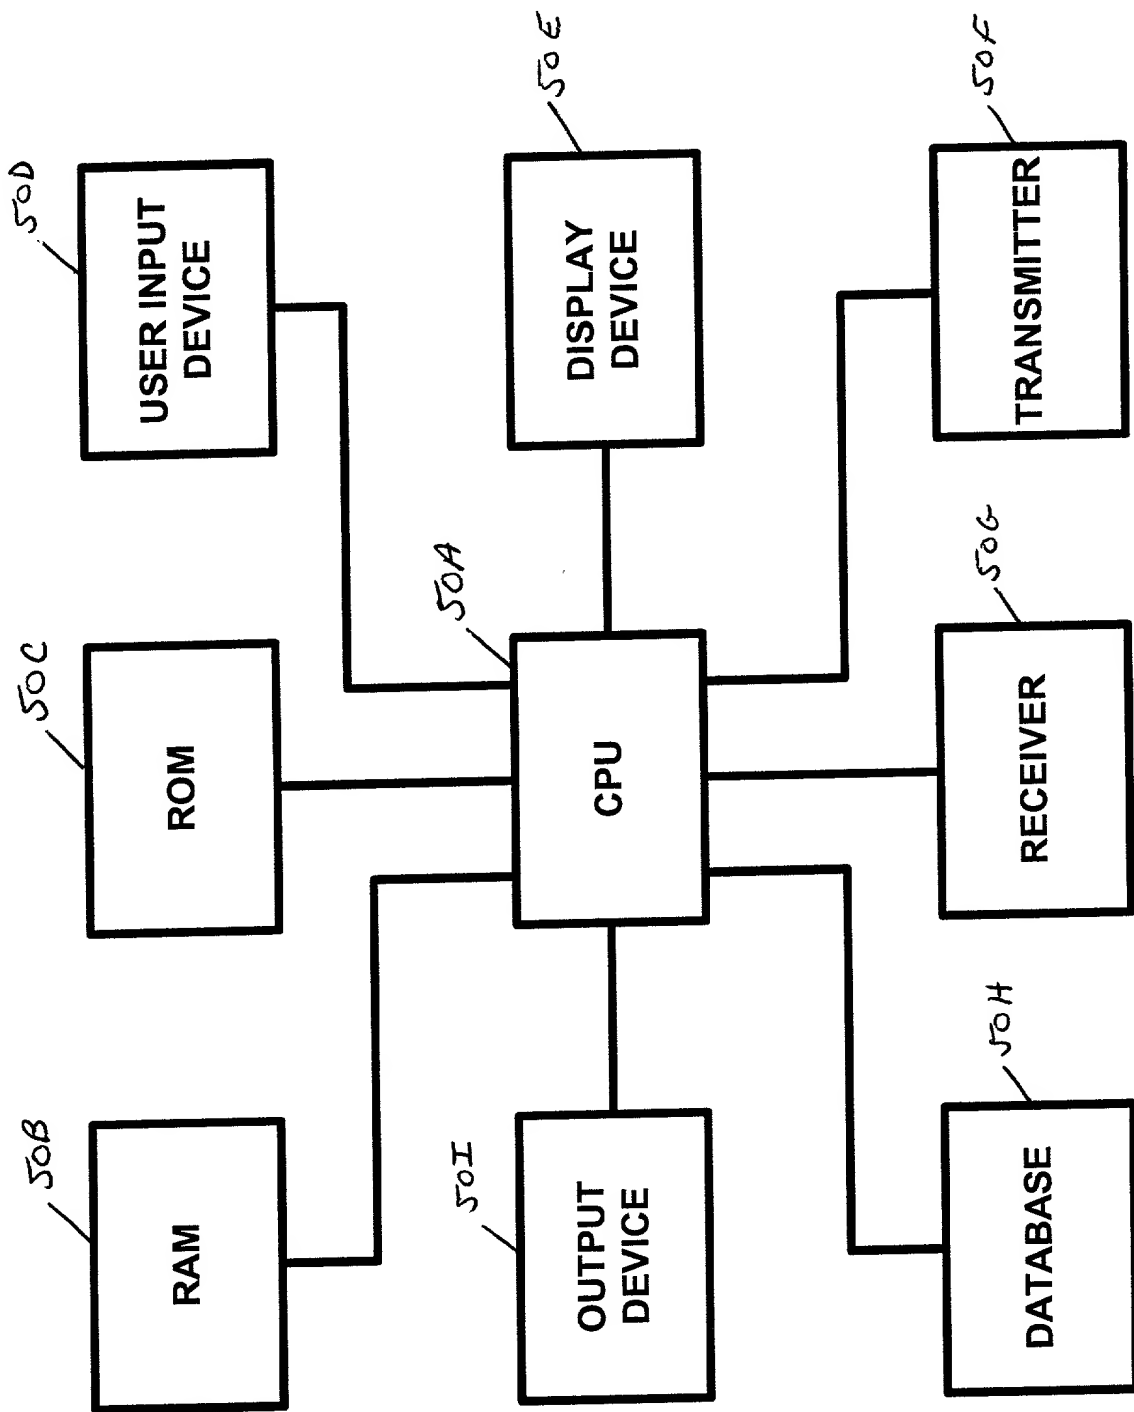 50B
RAM
50C
ROM
50D
USER INPUT
DEVICE
50I
OUTPUT
DEVICE
50A
CPU
50E
DISPLAY
DEVICE
50H
DATABASE
50G
RECEIVER
50F
TRANSMITTER